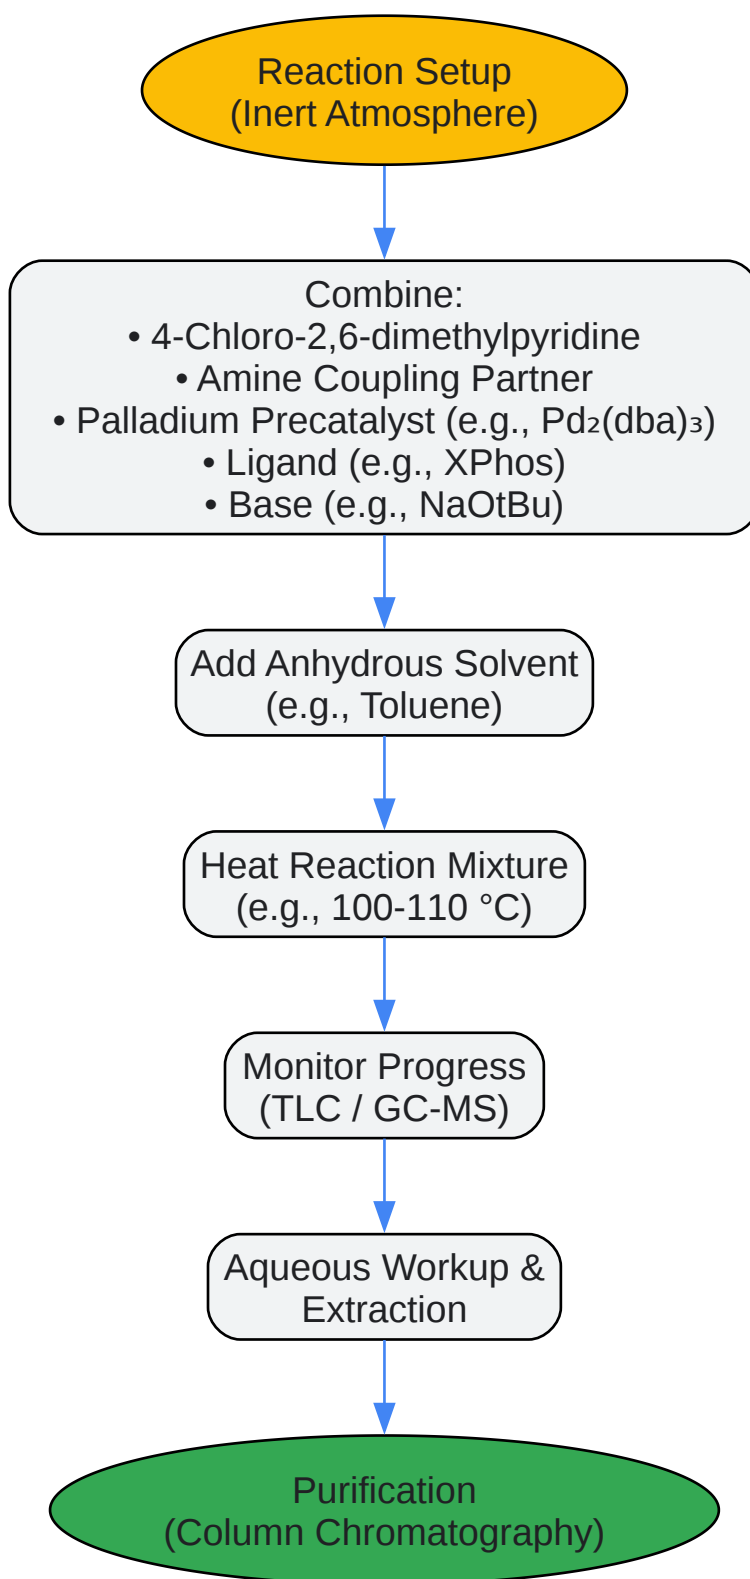 Reaction Setup
(Inert Atmosphere)
Combine:
• 4-Chloro-2,6-dimethylpyridine
• Amine Coupling Partner
• Palladium Precatalyst (e.g., Pd₂(dba)₃)
• Ligand (e.g., XPhos)
• Base (e.g., NaOtBu)
Add Anhydrous Solvent
(e.g., Toluene)
Heat Reaction Mixture
(e.g., 100-110 °C)
Monitor Progress
(TLC / GC-MS)
Aqueous Workup &
Extraction
Purification
(Column Chromatography)